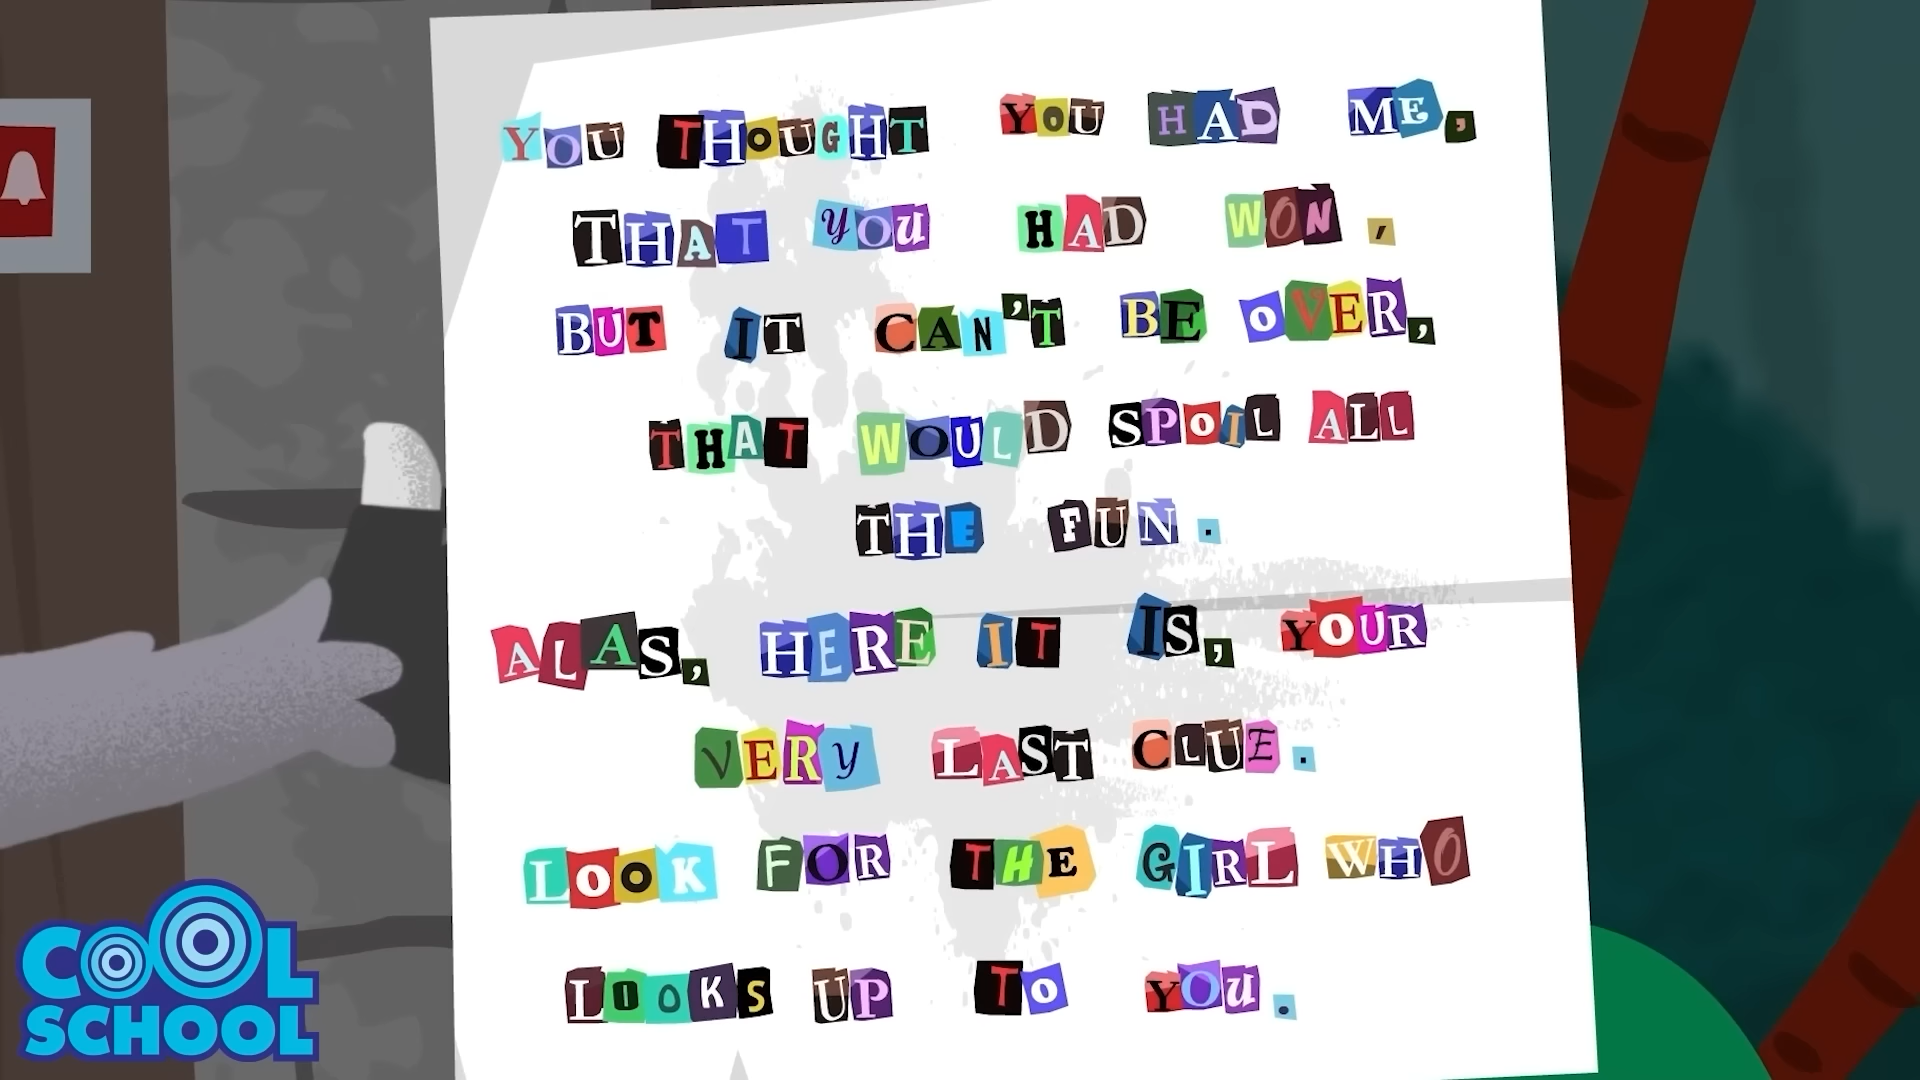 YOU THOUGHT YOU HAD ME,
THAT YOU HAD WON,
BUT IT CAN'T BE OVER,
THAT WOULD SPOIL ALL
THE FUN.
ALAS, HERE IT IS, YOUR
VERY LAST CLUE.
LOOK FOR THE GIRL WHO
LOOKS UP TO YOU.
COOL
SCHOOL